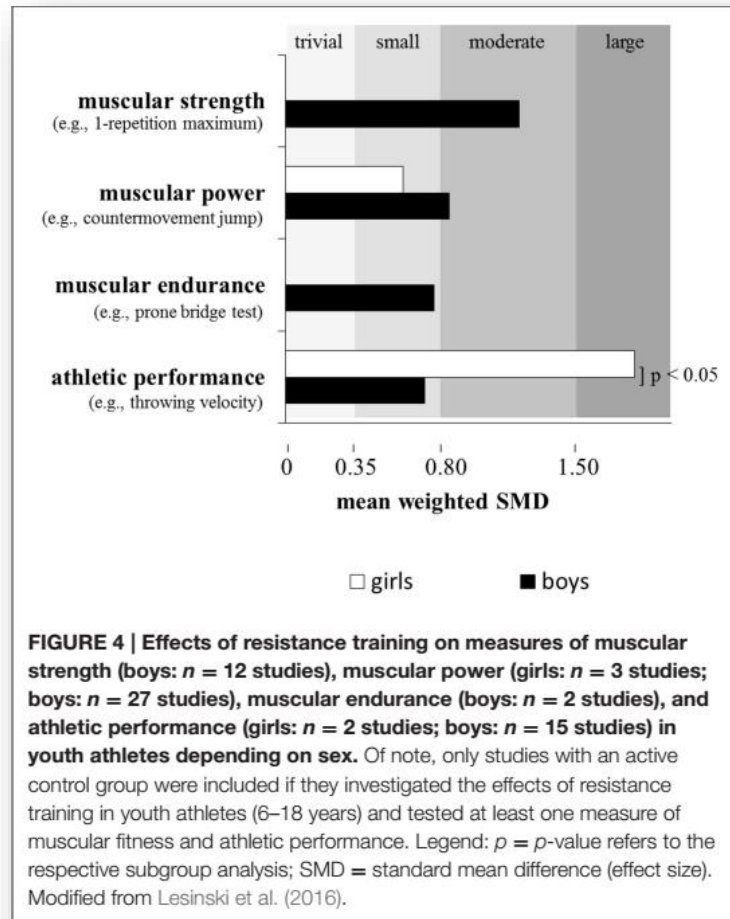 trivial small moderate large
muscular strength
(e.g., 1-repetition maximum)
muscular power
(e.g., countermovement jump)
muscular endurance
(e.g., prone bridge test)
athletic performance
(e.g., throwing velocity)
] p < 0.05
0 0.35 0.80 1.50
mean weighted SMD
girls boys
FIGURE 4 | Effects of resistance training on measures of muscular
strength (boys: n = 12 studies), muscular power (girls: n = 3 studies;
boys: n = 27 studies), muscular endurance (boys: n = 2 studies), and
athletic performance (girls: n = 2 studies; boys: n = 15 studies) in
youth athletes depending on sex. Of note, only studies with an active
control group were included if they investigated the effects of resistance
training in youth athletes (6–18 years) and tested at least one measure of
muscular fitness and athletic performance. Legend: p = p-value refers to the
respective subgroup analysis; SMD = standard mean difference (effect size).
Modified from Lesinski et al. (2016).